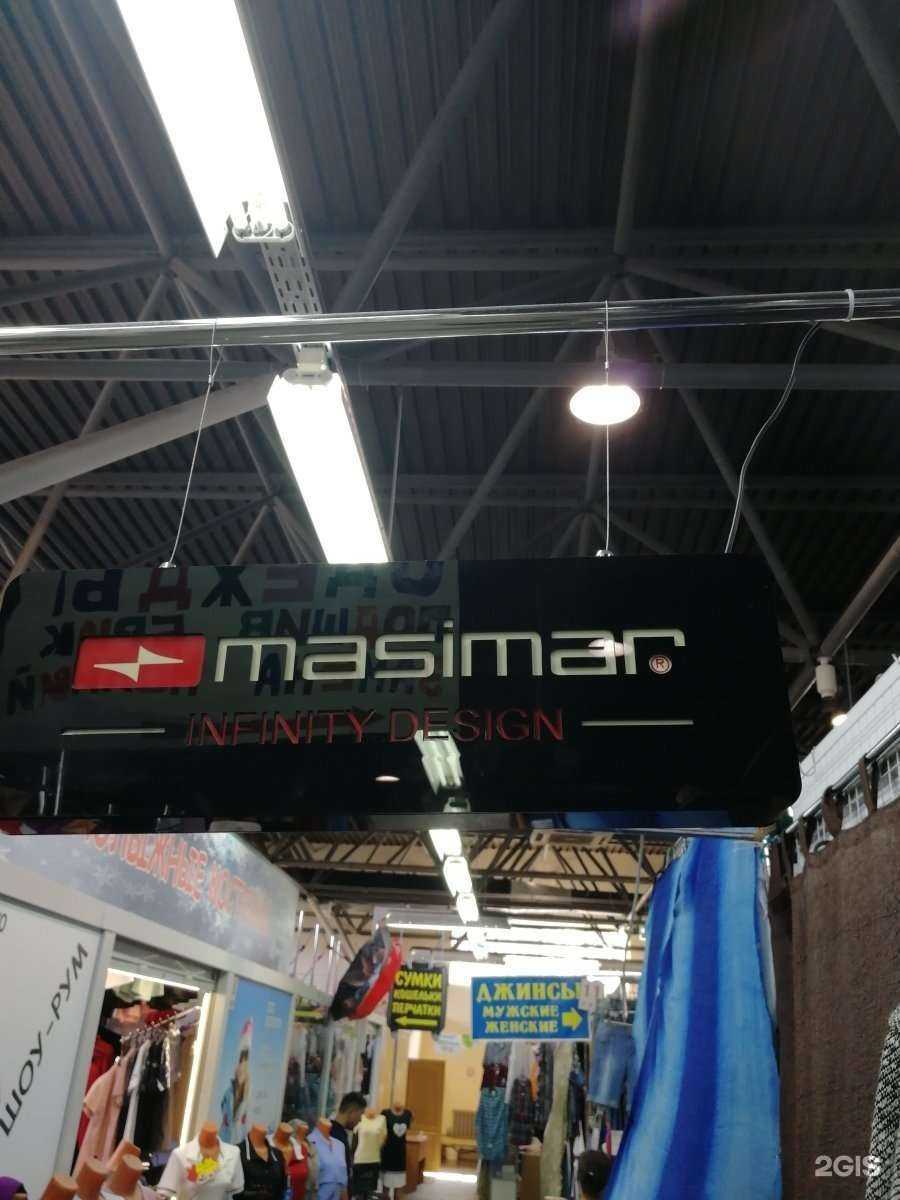 masimar ®
INFINITY DESIGN
ШОУ-РУМ
СУМКИ
КОШЕЛЬКИ
ПЕРЧАТКИ
ДЖИНСЫ
МУЖСКИЕ
ЖЕНСКИЕ
2GIS